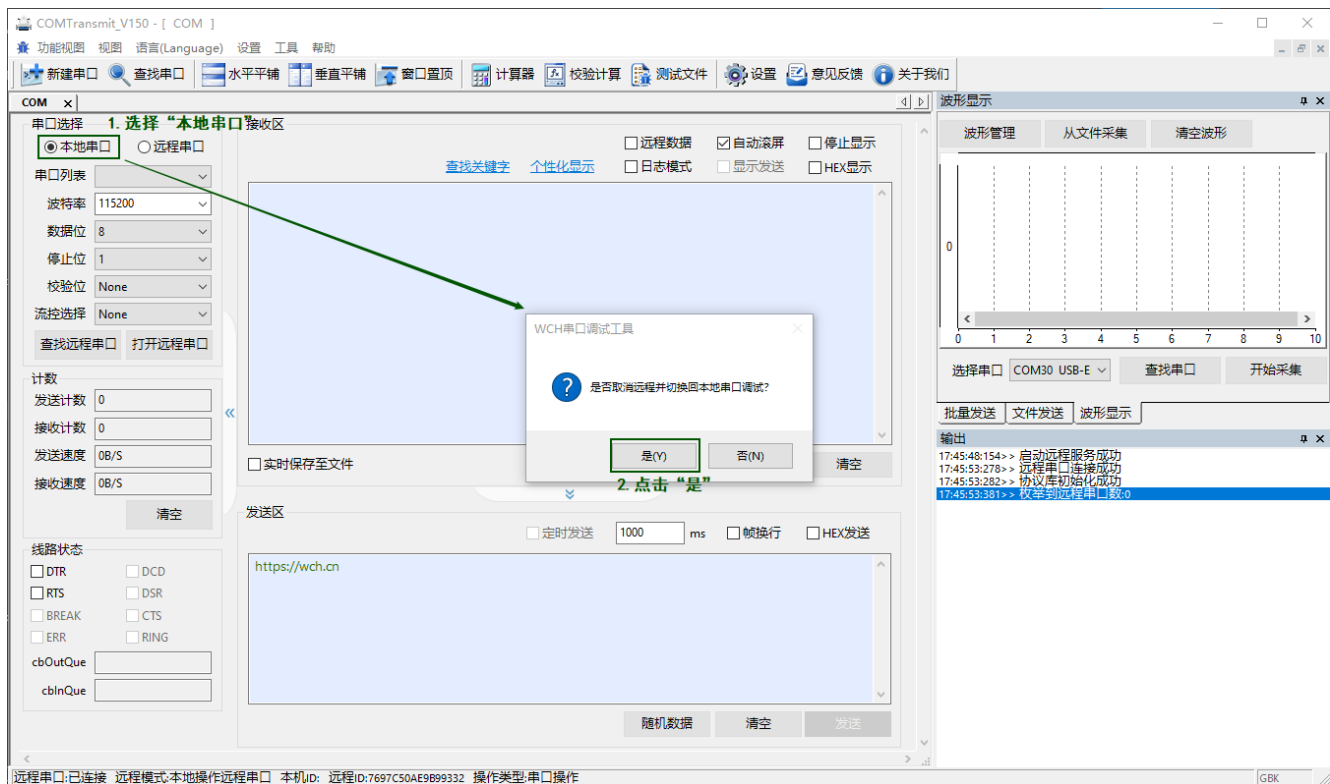 COMTransmit_V150 - [ COM ]
功能视图 视图 语言(Language) 设置 工具 帮助
新建串口 查找串口 水平平铺 垂直平铺 窗口置顶 计算器 校验计算 测试文件 设置 意见反馈 关于我们
COM x
波形显示
串口选择
1. 选择“本地串口”
接收区
本地串口 远程串口
远程数据 自动滚屏 停止显示
查找关键字 个性化显示 日志模式 显示发送 HEX显示
串口列表
波特率 115200
数据位 8
停止位 1
校验位 None
流控选择 None
查找远程串口 打开远程串口
计数
发送计数 0
接收计数 0
发送速度 0B/S
接收速度 0B/S
清空
线路状态
DTR DCD
RTS DSR
BREAK CTS
ERR RING
cbOutQue
cbInQue
WCH串口调试工具
是否取消远程并切换回本地串口调试?
是(Y) 否(N)
2. 点击“是”
实时保存至文件
清空
发送区
定时发送 1000 ms 帧换行 HEX发送
https://wch.cn
随机数据 清空 发送
波形管理 从文件采集 清空波形
0
0 1 2 3 4 5 6 7 8 9 10
选择串口 COM30 USB-E 查找串口 开始采集
批量发送 文件发送 波形显示
输出
17:45:48:154>> 启动远程服务成功
17:45:53:278>> 远程串口连接成功
17:45:53:282>> 协议库初始化成功
17:45:53:381>> 枚举到远程串口数:0
远程串口:已连接 远程模式:本地操作远程串口 本机ID: 远程ID:7697C50AE9B99332 操作类型:串口操作
GBK